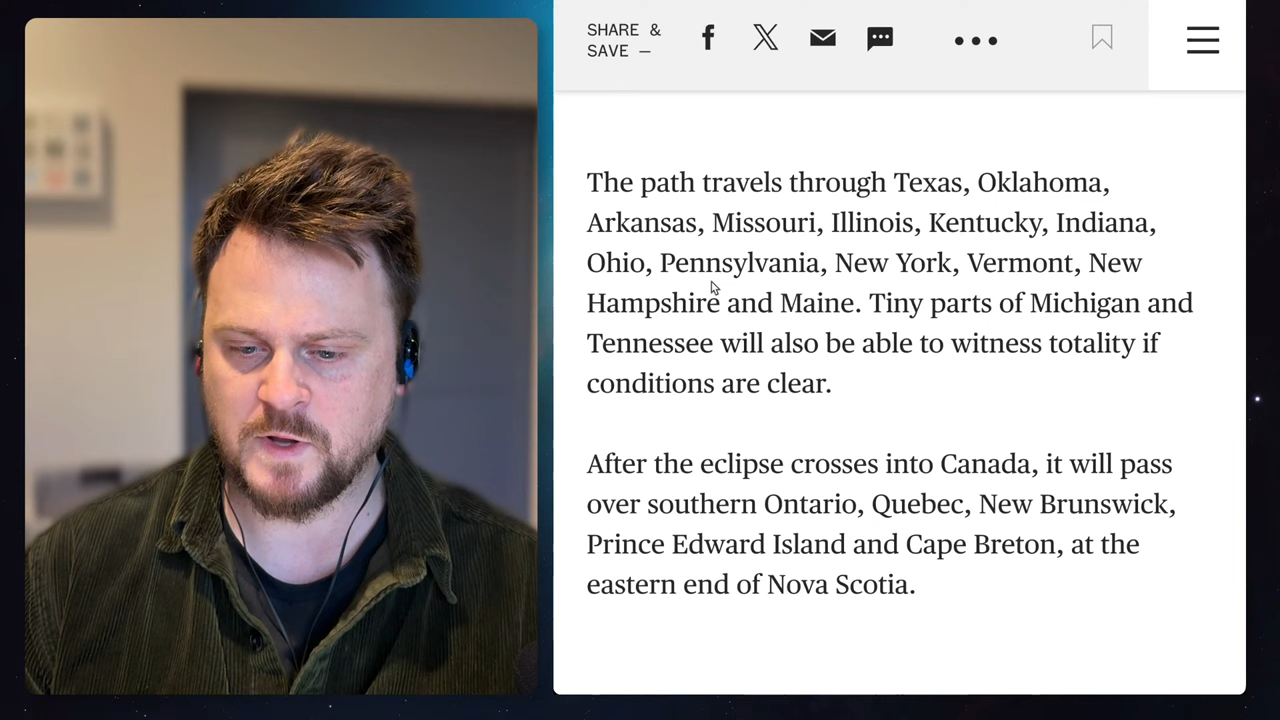 SHARE &
SAVE —
The path travels through Texas, Oklahoma,
Arkansas, Missouri, Illinois, Kentucky, Indiana,
Ohio, Pennsylvania, New York, Vermont, New
Hampshire and Maine. Tiny parts of Michigan and
Tennessee will also be able to witness totality if
conditions are clear.
After the eclipse crosses into Canada, it will pass
over southern Ontario, Quebec, New Brunswick,
Prince Edward Island and Cape Breton, at the
eastern end of Nova Scotia.